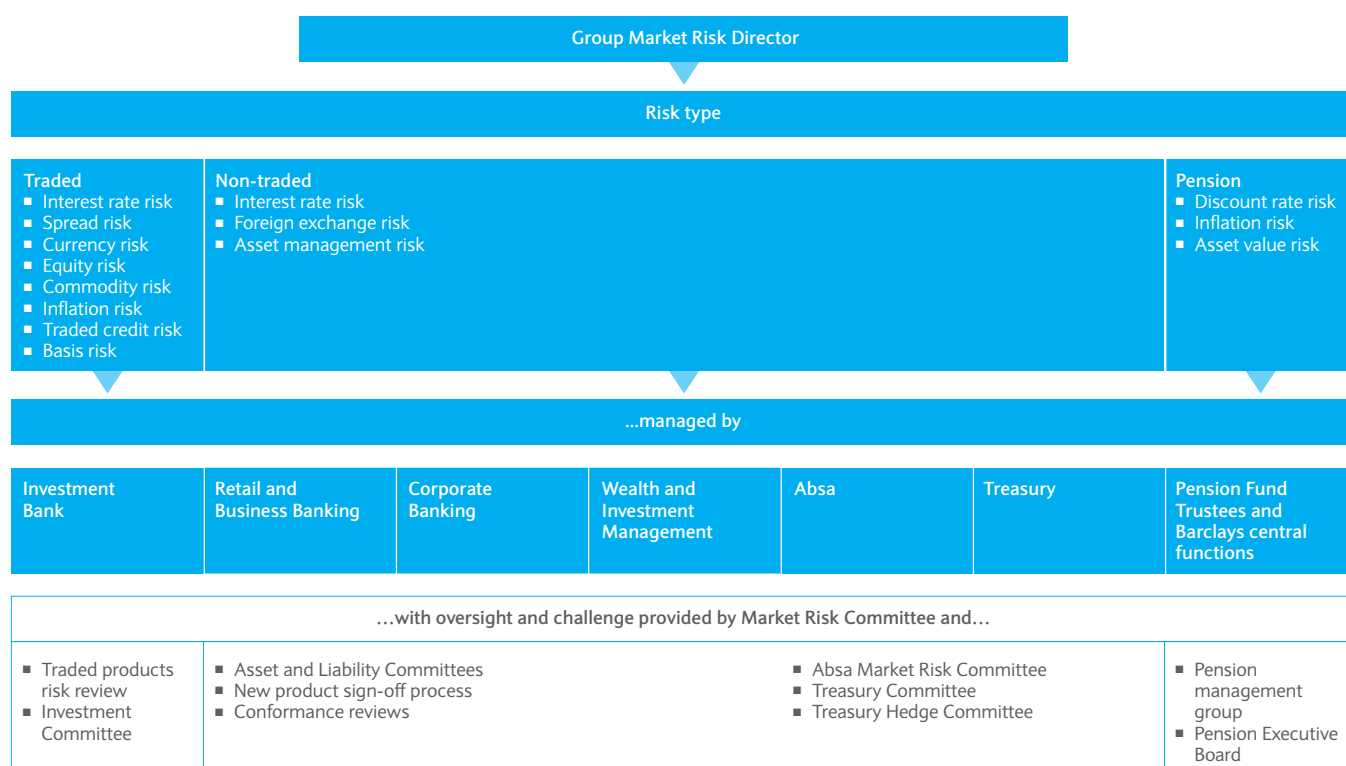 Group Market Risk Director
Risk type
Traded
■ Interest rate risk
■ Spread risk
■ Currency risk
■ Equity risk
■ Commodity risk
■ Inflation risk
■ Traded credit risk
■ Basis risk
Non-traded
■ Interest rate risk
■ Foreign exchange risk
■ Asset management risk
Pension
■ Discount rate risk
■ Inflation risk
■ Asset value risk
...managed by
Investment
Bank
Retail and
Business Banking
Corporate
Banking
Wealth and
Investment
Management
Absa
Treasury
Pension Fund
Trustees and
Barclays central
functions
…with oversight and challenge provided by Market Risk Committee and…
■ Traded products
risk review
■ Investment
Committee
■ Asset and Liability Committees
■ New product sign-off process
■ Conformance reviews
■ Absa Market Risk Committee
■ Treasury Committee
■ Treasury Hedge Committee
■ Pension
management
group
■ Pension Executive
Board